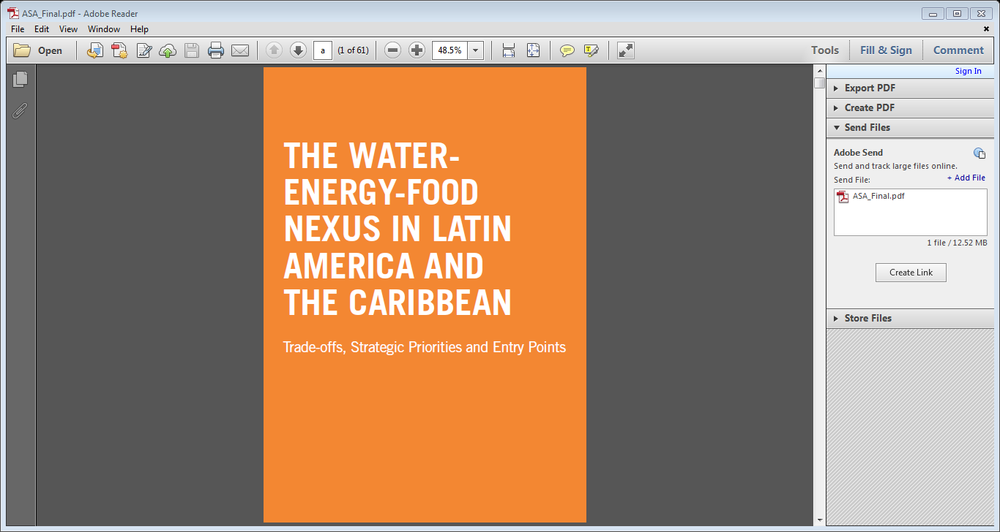 ASA_Final.pdf - Adobe Reader
File Edit View Window Help
Open a (1 of 61) 48.5% Tools Fill & Sign Comment
Sign In
Export PDF
Create PDF
Send Files
Adobe Send
Send and track large files online.
Send File: + Add File
ASA_Final.pdf
1 file / 12.52 MB
Create Link
Store Files
THE WATER-
ENERGY-FOOD
NEXUS IN LATIN
AMERICA AND
THE CARIBBEAN
Trade-offs, Strategic Priorities and Entry Points